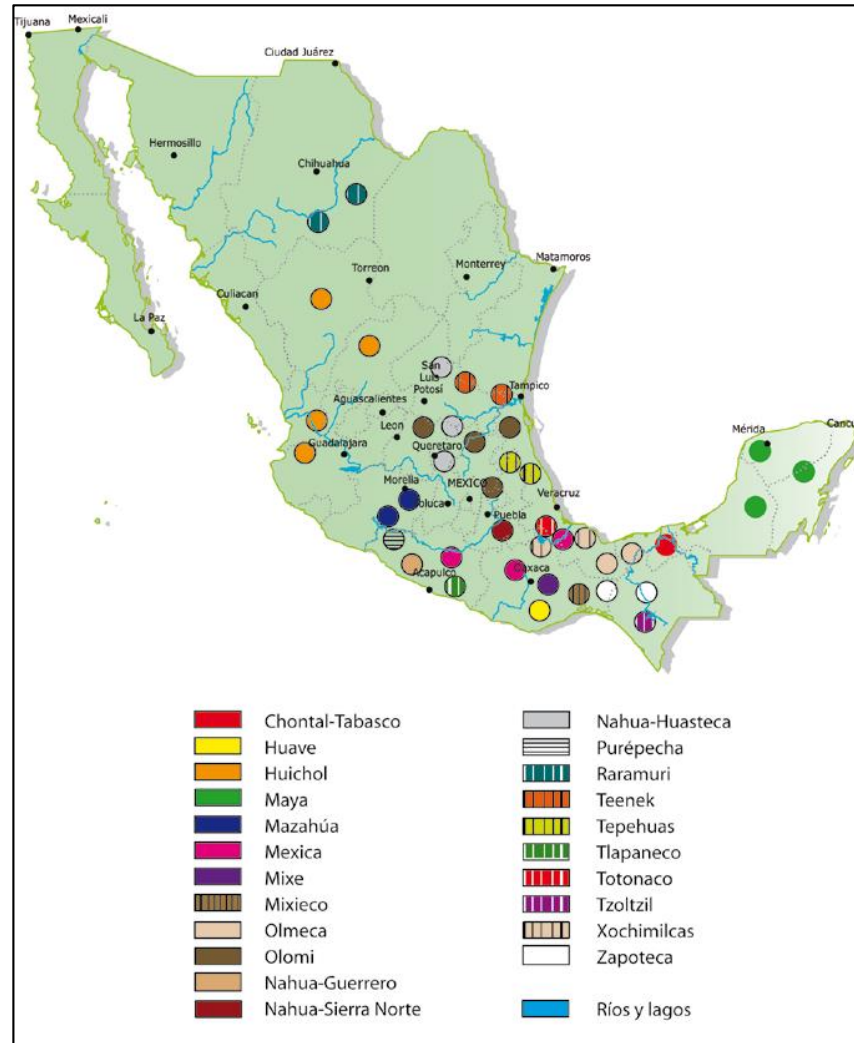 Tijuana
Mexicali
Ciudad Juárez
Hermosillo
Chihuahua
Torreon
Monterrey
Matamoros
Culiacan
La Paz
San
Luis
Potosí
Tampico
Aguascalientes
Leon
Guadalajara
Queretaro
Mérida
Cancu
Morella
MEXICO
Toluca
Puebla
Veracruz
Acapulco
Oaxaca
Chontal-Tabasco
Huave
Huichol
Maya
Mazahúa
Mexica
Mixe
Mixieco
Olmeca
Olomi
Nahua-Guerrero
Nahua-Sierra Norte
Nahua-Huasteca
Purépecha
Raramuri
Teenek
Tepehuas
Tlapaneco
Totonaco
Tzoltzil
Xochimilcas
Zapoteca
Ríos y lagos